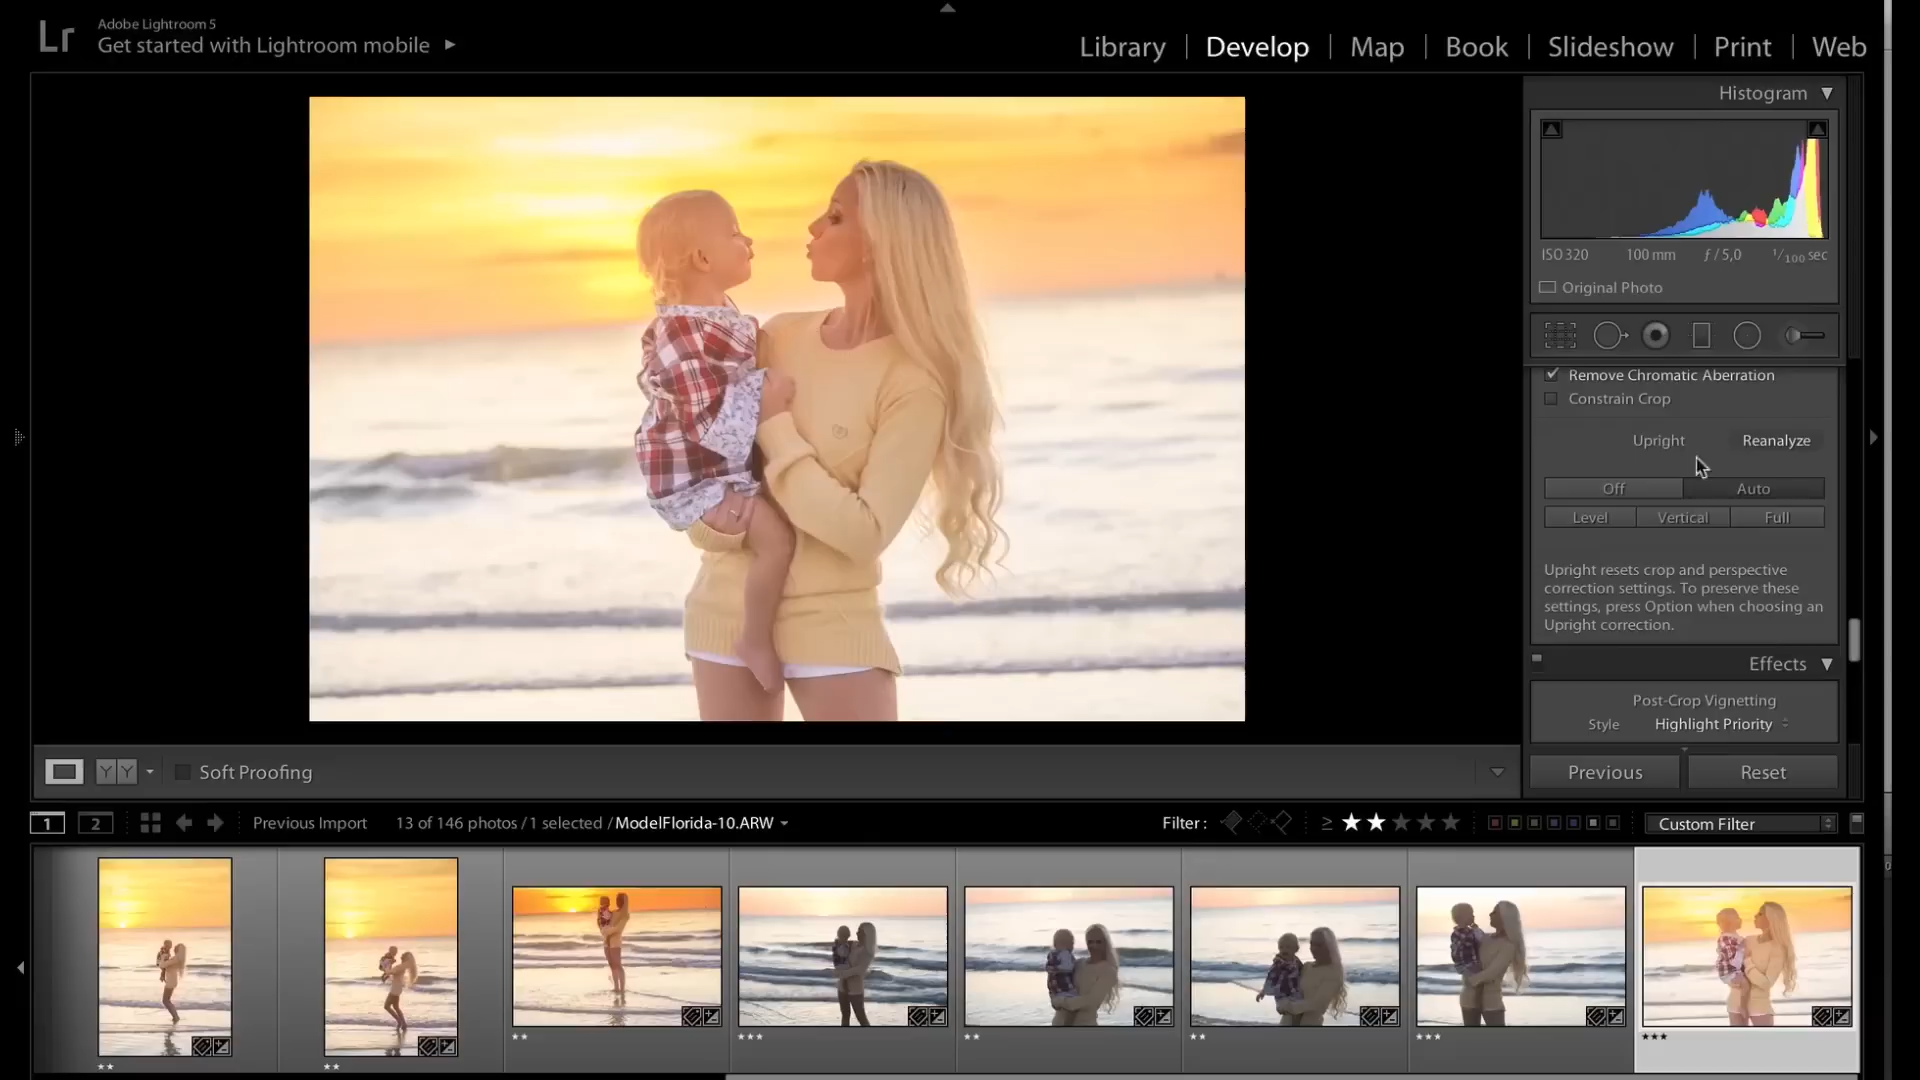 Lr
Adobe Lightroom 5
Get started with Lightroom mobile
Library | Develop | Map | Book | Slideshow | Print | Web
Histogram
ISO 320 100 mm ƒ / 5,0 1/100 sec
Original Photo
Remove Chromatic Aberration
Constrain Crop
Upright Reanalyze
Off Auto
Level Vertical Full
Upright resets crop and perspective
correction settings. To preserve these
settings, press Option when choosing an
Upright correction.
Effects
Post-Crop Vignetting
Style Highlight Priority
Y Y Soft Proofing
Previous Reset
1 2 Previous Import 13 of 146 photos / 1 selected / ModelFlorida-10.ARW Filter : ≥ Custom Filter